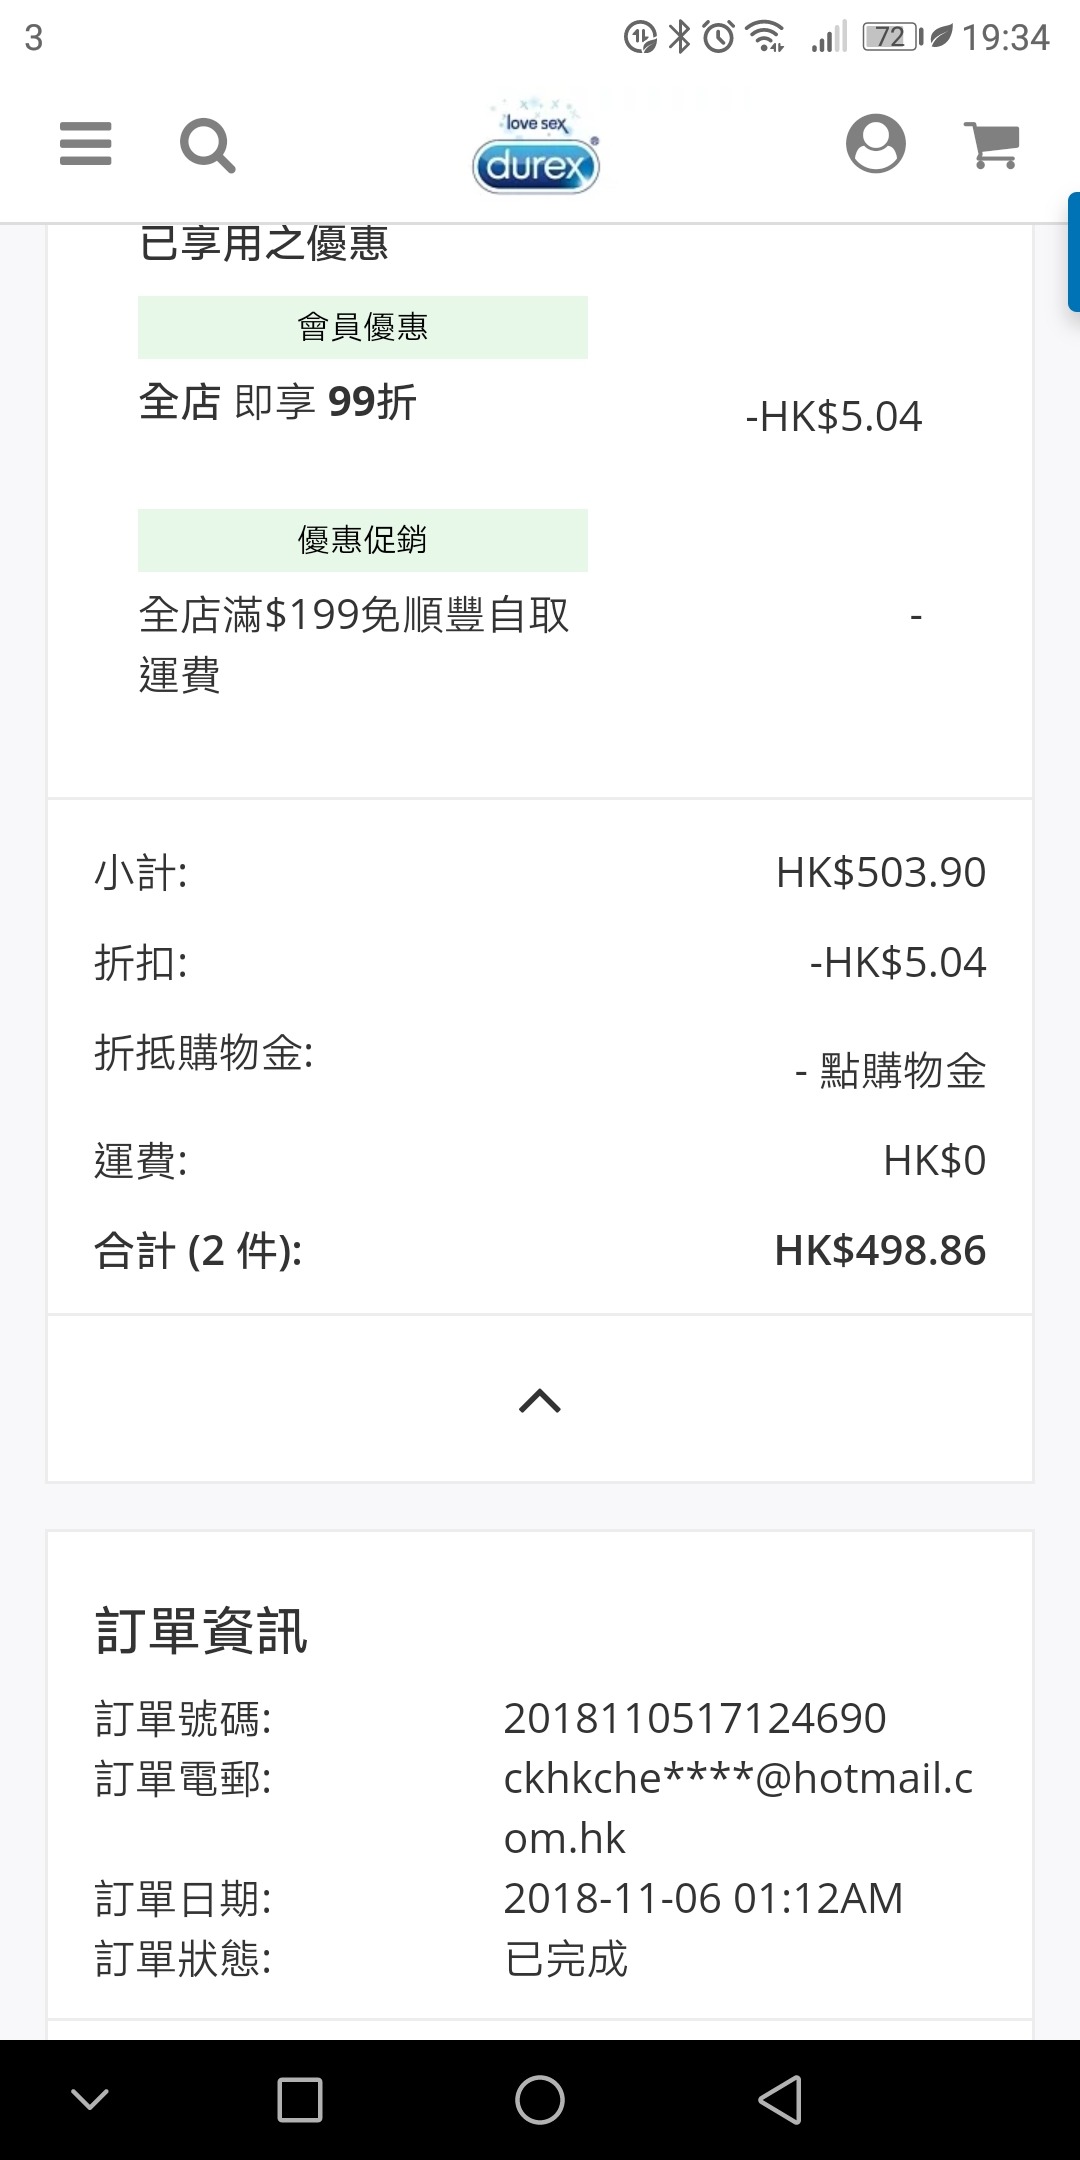 3
72
19:34
love sex
durex
已享用之優惠
會員優惠
全店 即享 99折
-HK$5.04
優惠促銷
全店滿$199免順豐自取
運費
-
小計:
HK$503.90
折扣:
-HK$5.04
折抵購物金:
- 點購物金
運費:
HK$0
合計 (2 件):
HK$498.86
訂單資訊
訂單號碼:
2018110517124690
訂單電郵:
ckhkche****@hotmail.c
om.hk
訂單日期:
2018-11-06 01:12AM
訂單狀態:
已完成